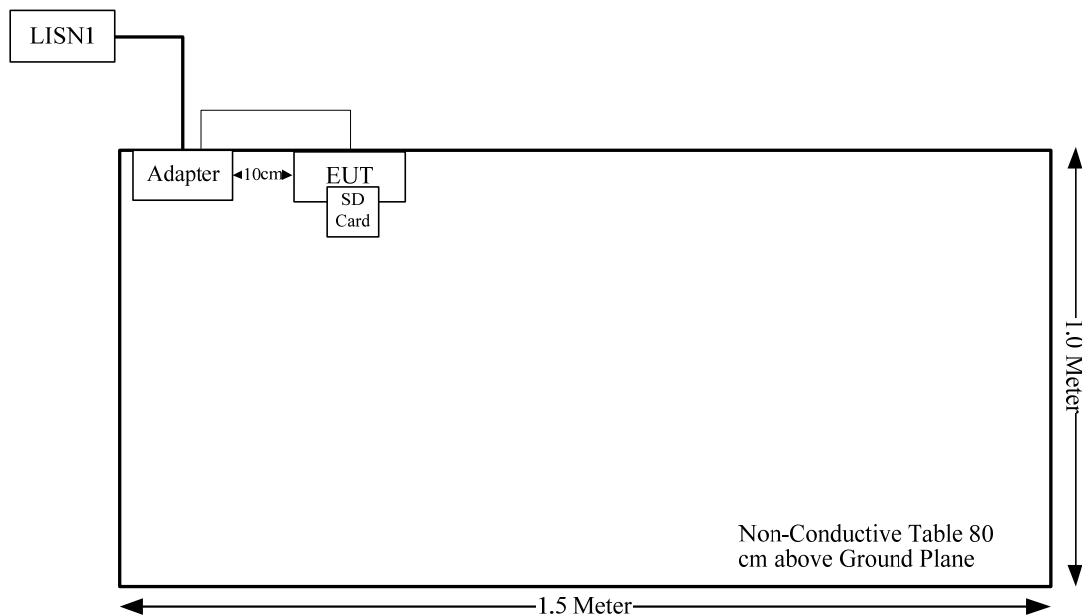 LISN1
Adapter
10cm
EUT
SD
Card
1.0 Meter
Non-Conductive Table 80
cm above Ground Plane
1.5 Meter